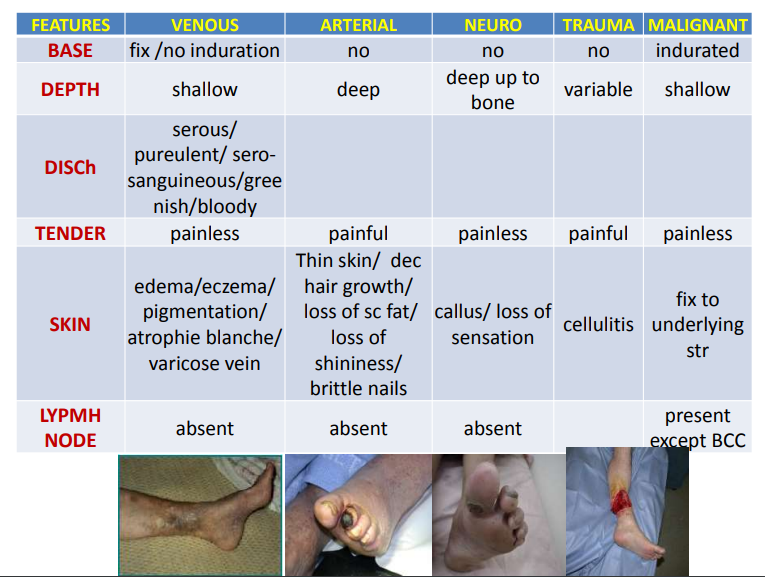 FEATURES VENOUS ARTERIAL NEURO TRAUMA MALIGNANT
BASE fix /no induration no no no indurated
DEPTH shallow deep deep up to bone variable shallow
DISCh serous/ pureulent/ sero-sanguineous/gree nish/bloody
TENDER painless painful painless painful painless
SKIN edema/eczema/ pigmentation/ atrophie blanche/ varicose vein Thin skin/ dec hair growth/ loss of sc fat/ loss of shininess/ brittle nails callus/ loss of sensation cellulitis fix to underlying str
LYPMH NODE absent absent absent present except BCC